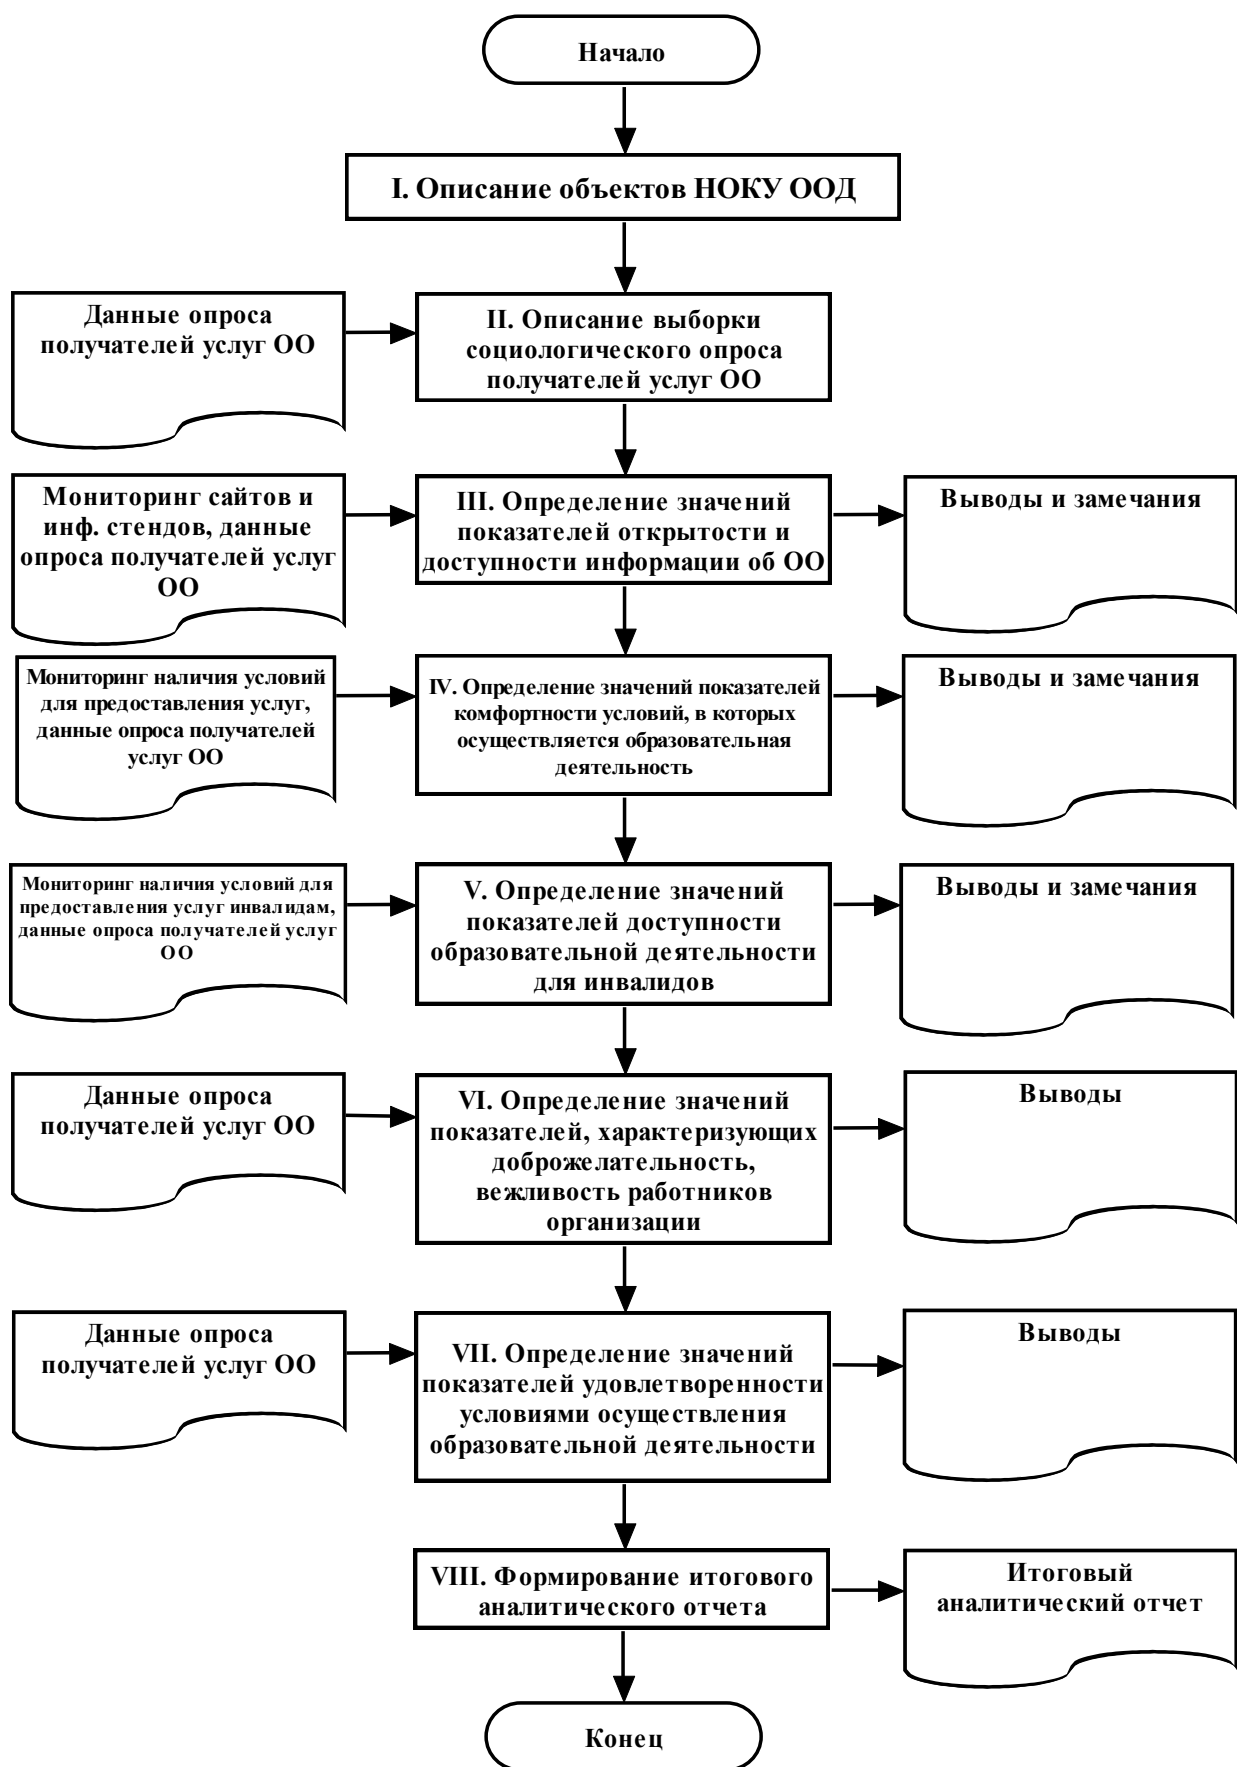 Начало
I. Описание объектов НОКУ ООД
Данные опроса
получателей услуг ОО
II. Описание выборки
социологического опроса
получателей услуг ОО
Мониторинг сайтов и
инф. стендов, данные
опроса получателей услуг
ОО
III. Определение значений
показателей открытости и
доступности информации об ОО
Выводы и замечания
Мониторинг наличия условий
для предоставления услуг,
данные опроса получателей
услуг ОО
IV. Определение значений показателей
комфортности условий, в которых
осуществляется образовательная
деятельность
Выводы и замечания
Мониторинг наличия условий для
предоставления услуг инвалидам,
данные опроса получателей услуг
ОО
V. Определение значений
показателей доступности
образовательной деятельности
для инвалидов
Выводы и замечания
Данные опроса
получателей услуг ОО
VI. Определение значений
показателей, характеризующих
доброжелательность,
вежливость работников
организации
Выводы
Данные опроса
получателей услуг ОО
VII. Определение значений
показателей удовлетворенности
условиями осуществления
образовательной деятельности
Выводы
VIII. Формирование итогового
аналитического отчета
Итоговый
аналитический отчет
Конец